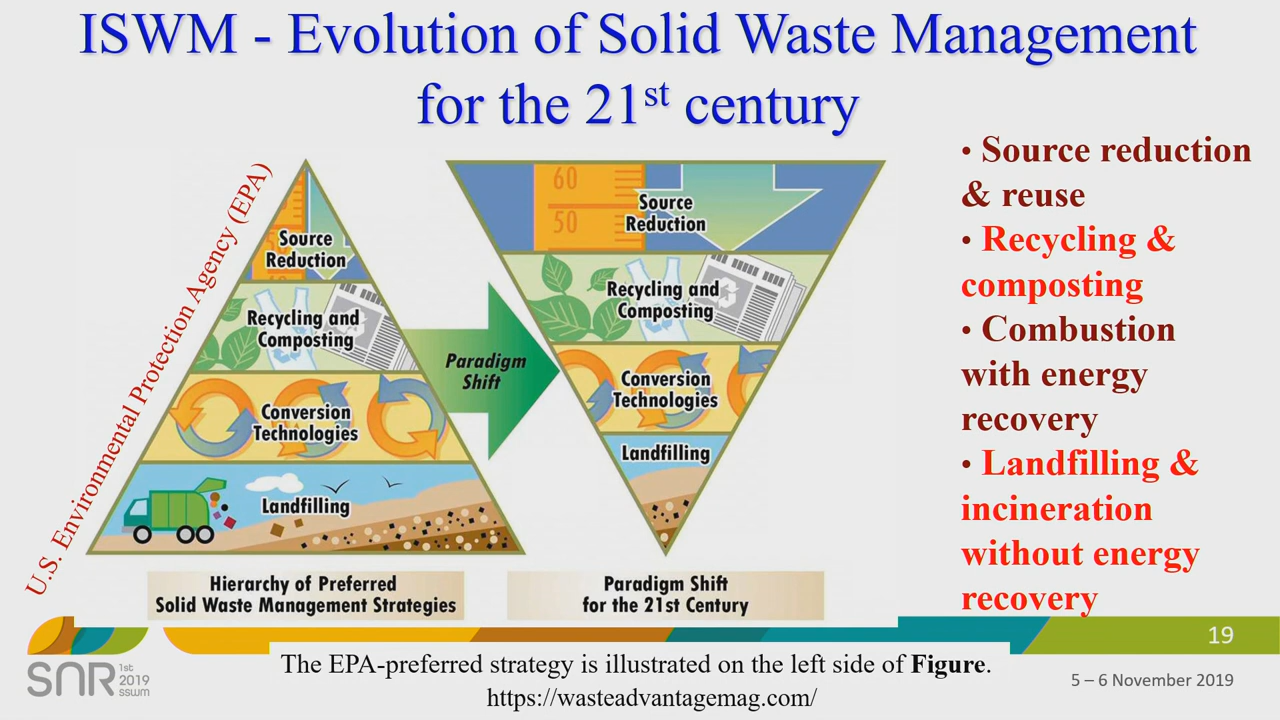 ISWM - Evolution of Solid Waste Management
for the 21st century
U.S. Environmental Protection Agency (EPA)
Source
Reduction
Recycling and
Composting
Conversion
Technologies
Landfilling
Hierarchy of Preferred
Solid Waste Management Strategies
Paradigm
Shift
60
50
Source
Reduction
Recycling and
Composting
Conversion
Technologies
Landfilling
Paradigm Shift
for the 21st Century
• Source reduction
& reuse
• Recycling &
composting
• Combustion
with energy
recovery
• Landfilling &
incineration
without energy
recovery
19
The EPA-preferred strategy is illustrated on the left side of Figure.
https://wasteadvantagemag.com/
SNR 1st
2019
sswm
5 – 6 November 2019